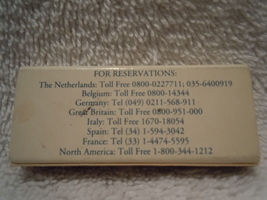 FOR RESERVATIONS:
The Netherlands: Toll Free 0800-0227711; 035-6400919
Belgium: Toll Free 0800-14344
Germany: Tel (049) 0211-568-911
Great Britain: Toll Free 0800-951-000
Italy: Toll Free 1670-18054
Spain: Tel (34) 1-594-3042
France: Tel (33) 1-4474-5595
North America: Toll Free 1-800-344-1212